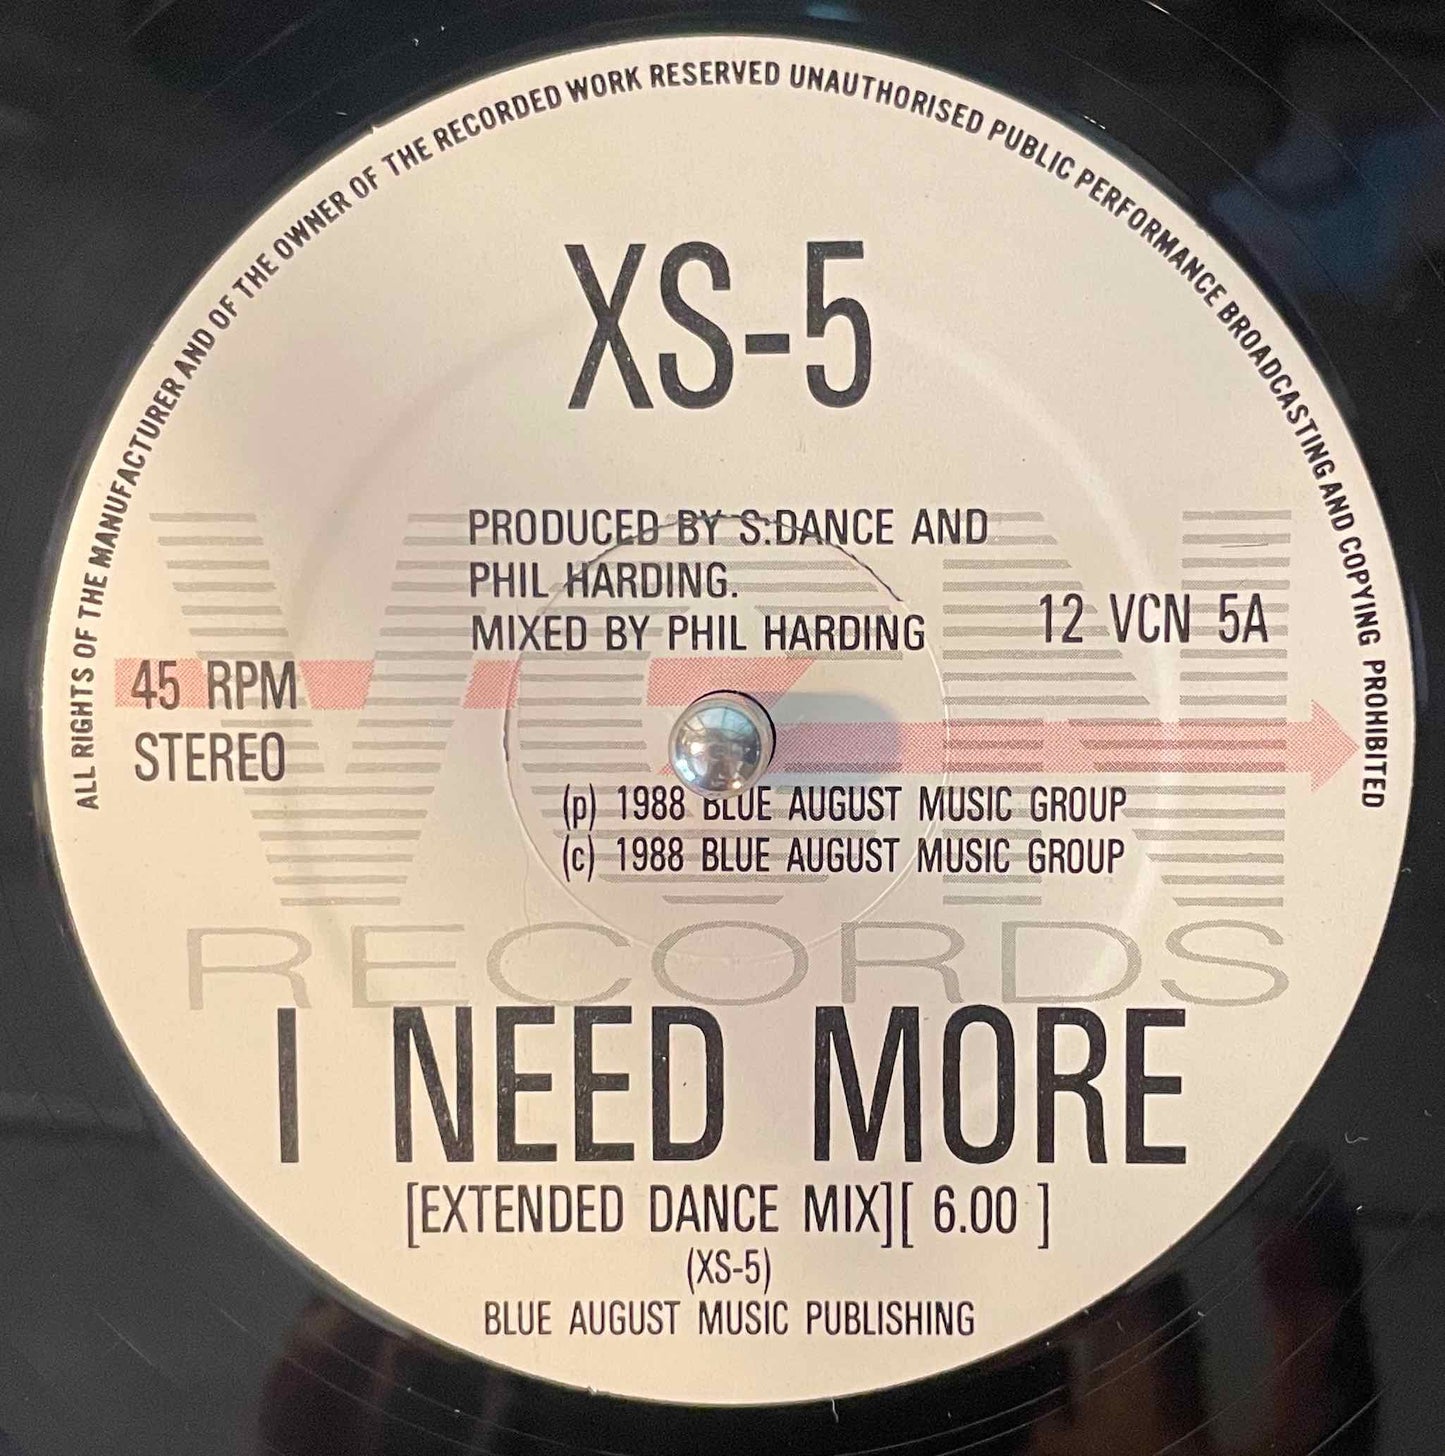 ALL RIGHTS OF THE MANUFACTURER AND OF THE OWNER OF THE RECORDED WORK RESERVED UNAUTHORISED PUBLIC PERFORMANCE BROADCASTING AND COPYING PROHIBITED
XS-5
PRODUCED BY S.DANCE AND
PHIL HARDING.
MIXED BY PHIL HARDING
12 VCN 5A
45 RPM
STEREO
(p) 1988 BLUE AUGUST MUSIC GROUP
(c) 1988 BLUE AUGUST MUSIC GROUP
RECORDS
I NEED MORE
[EXTENDED DANCE MIX][ 6.00 ]
(XS-5)
BLUE AUGUST MUSIC PUBLISHING